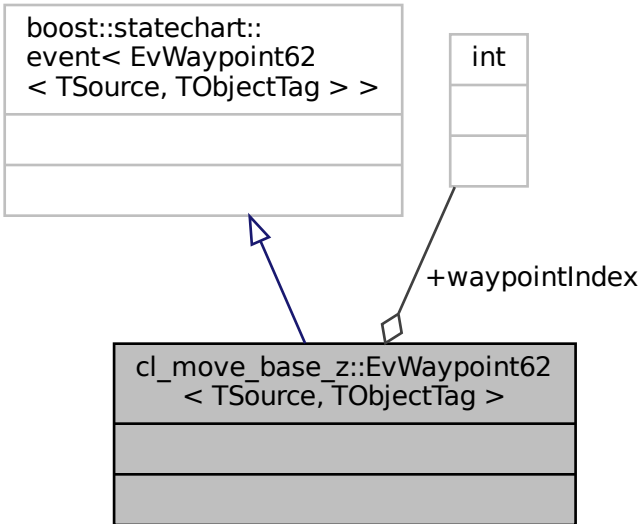 boost::statechart::
event< EvWaypoint62
< TSource, TObjectTag > >
int
+waypointIndex
cl_move_base_z::EvWaypoint62
< TSource, TObjectTag >